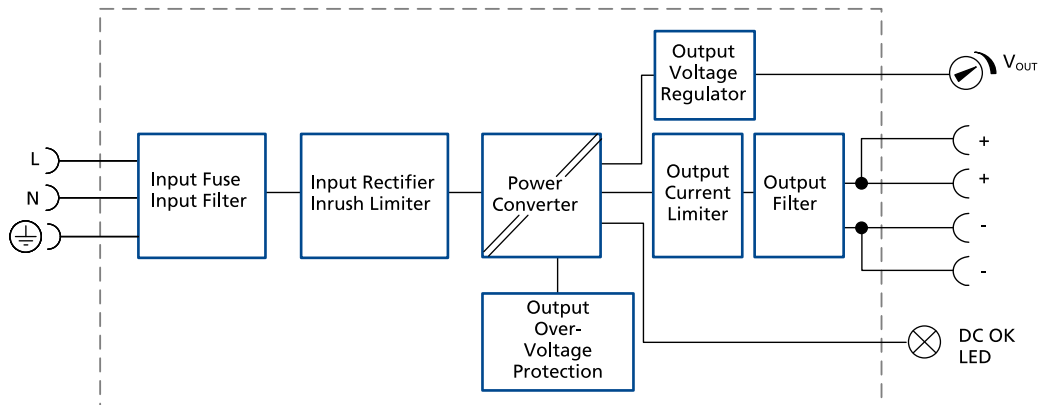 Output
Voltage
Regulator
VOUT
L
N
Input Fuse
Input Filter
Input Rectifier
Inrush Limiter
Power
Converter
Output
Current
Limiter
Output
Filter
+
+
-
-
Output
Over-
Voltage
Protection
DC OK
LED